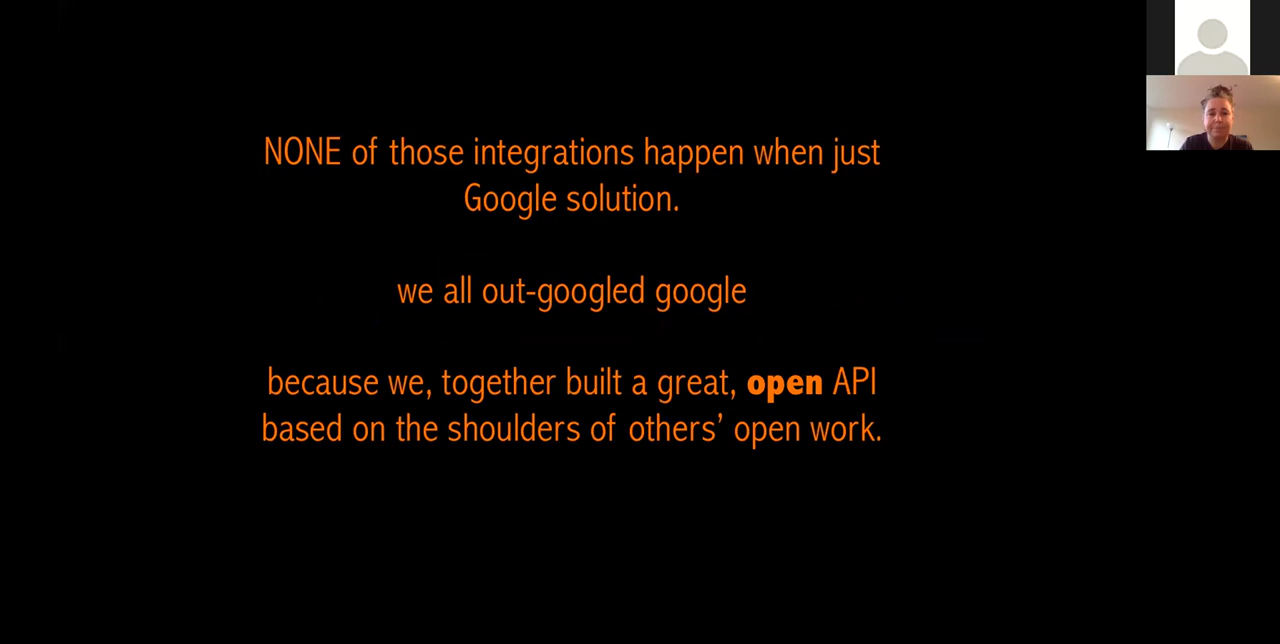 NONE of those integrations happen when just
Google solution.
we all out-googled google
because we, together built a great, open API
based on the shoulders of others’ open work.